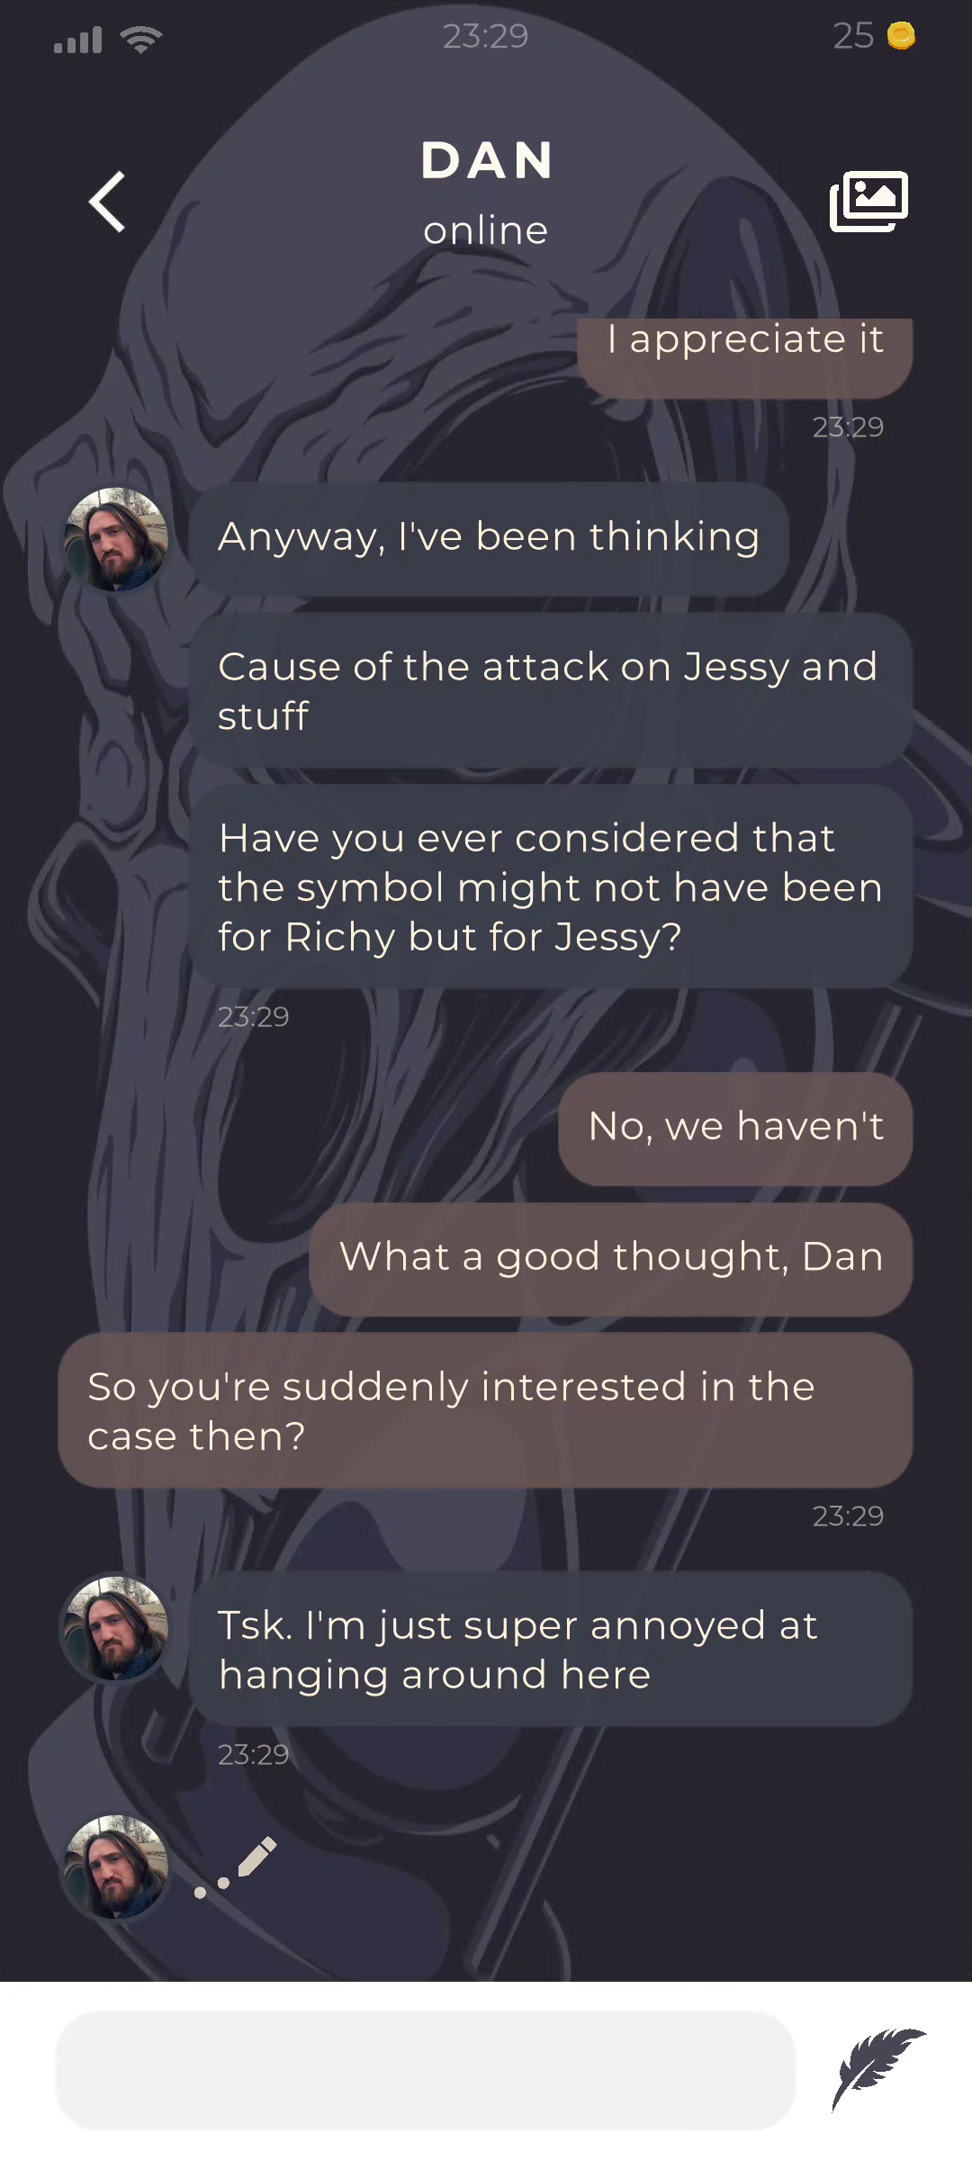 23:29
25
DAN
online
I appreciate it
23:29
Anyway, I've been thinking
Cause of the attack on Jessy and
stuff
Have you ever considered that
the symbol might not have been
for Richy but for Jessy?
23:29
No, we haven't
What a good thought, Dan
So you're suddenly interested in the
case then?
23:29
Tsk. I'm just super annoyed at
hanging around here
23:29